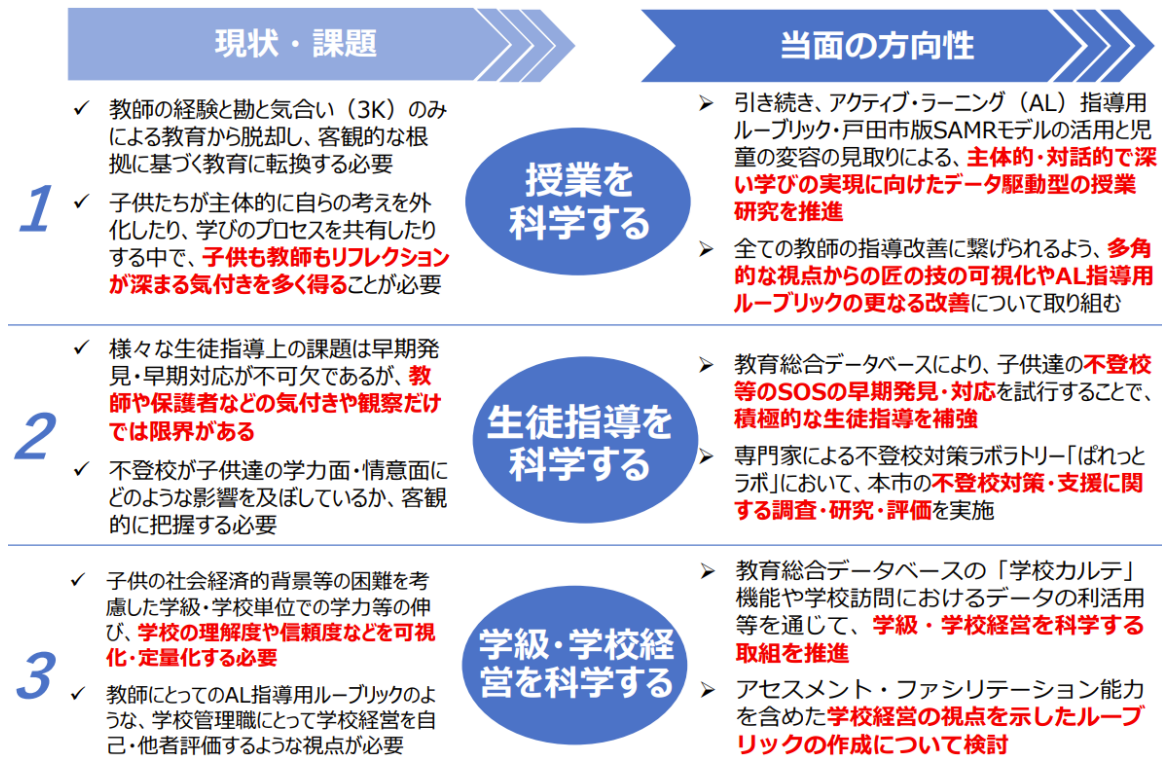 現状・課題
当面の方向性
1
✓ 教師の経験と勘と気合い（3K）のみ
による教育から脱却し、客観的な根
拠に基づく教育に転換する必要
✓ 子供たちが主体的に自らの考えを外
化したり、学びのプロセスを共有したり
する中で、子供も教師もリフレクション
が深まる気付きを多く得ることが必要
授業を
科学する
➢ 引き続き、アクティブ・ラーニング（AL）指導用
ルーブリック・戸田市版SAMRモデルの活用と児
童の変容の見取りによる、主体的・対話的で深
い学びの実現に向けたデータ駆動型の授業
研究を推進
➢ 全ての教師の指導改善に繋げられるよう、多角
的な視点からの匠の技の可視化やAL指導用
ルーブリックの更なる改善について取り組む
2
✓ 様々な生徒指導上の課題は早期発
見・早期対応が不可欠であるが、教
師や保護者などの気付きや観察だけ
では限界がある
✓ 不登校が子供達の学力面・情意面に
どのような影響を及ぼしているか、客観
的に把握する必要
生徒指導を
科学する
➢ 教育総合データベースにより、子供達の不登校
等のSOSの早期発見・対応を試行することで、
積極的な生徒指導を補強
➢ 専門家による不登校対策ラボラトリー「ぱれっと
ラボ」において、本市の不登校対策・支援に関
する調査・研究・評価を実施
3
✓ 子供の社会経済的背景等の困難を考
慮した学級・学校単位での学力等の伸
び、学校の理解度や信頼度などを可視
化・定量化する必要
✓ 教師にとってのAL指導用ルーブリックのよ
うな、学校管理職にとって学校経営を自
己・他者評価するような視点が必要
学級・学校経
営を科学する
➢ 教育総合データベースの「学校カルテ」
機能や学校訪問におけるデータの利活用
等を通じて、学級・学校経営を科学する
取組を推進
➢ アセスメント・ファシリテーション能力
を含めた学校経営の視点を示したルーブ
リックの作成について検討